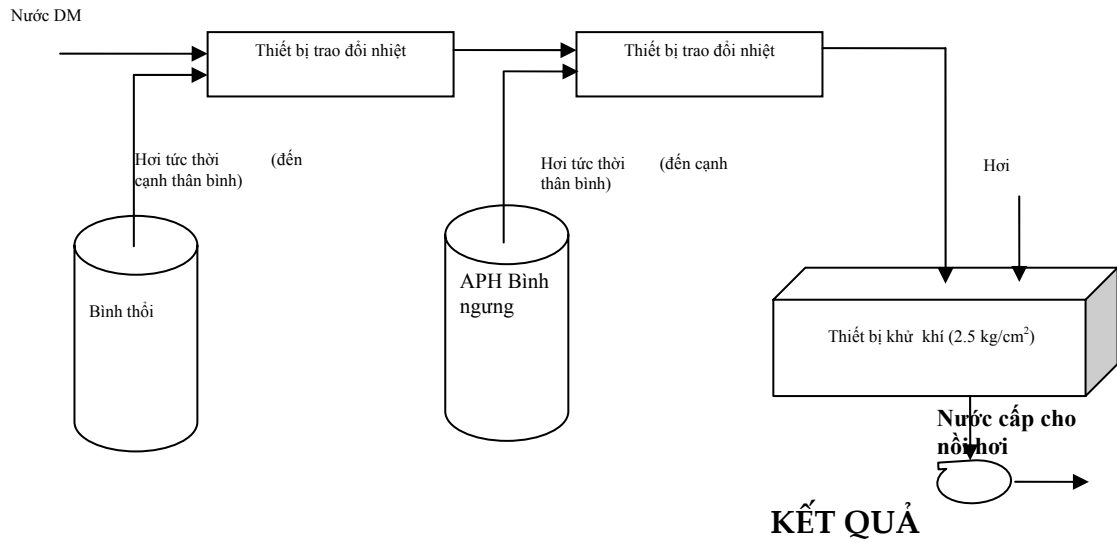 Nước DM
Thiết bị trao đổi nhiệt
Thiết bị trao đổi nhiệt
Hơi tức thời (đến
cạnh thân bình)
Hơi tức thời (đến cạnh
thân bình)
Hơi
Bình thổi
APH Bình
ngưng
Thiết bị khử khí (2.5 kg/cm²)
Nước cấp cho
nồi hơi
KẾT QUẢ